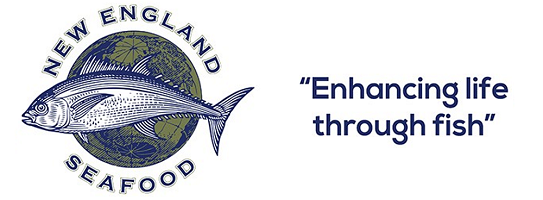 NEW ENGLAND
SEAFOOD
“Enhancing life
through fish”